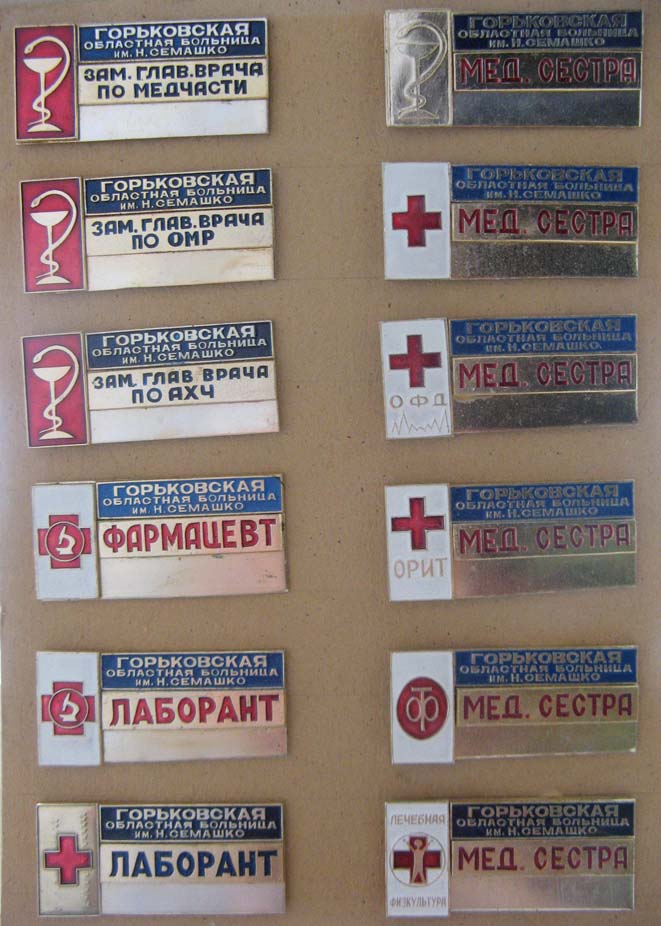 ГОРЬКОВСКАЯ
ОБЛАСТНАЯ БОЛЬНИЦА
ИМ. Н. СЕМАШКО
ЗАМ. ГЛАВ. ВРАЧА
ПО МЕДЧАСТИ
ГОРЬКОВСКАЯ
ОБЛАСТНАЯ БОЛЬНИЦА
ИМ. Н. СЕМАШКО
ЗАМ. ГЛАВ. ВРАЧА
ПО ОМР
ГОРЬКОВСКАЯ
ОБЛАСТНАЯ БОЛЬНИЦА
ИМ. Н. СЕМАШКО
ЗАМ. ГЛАВ ВРАЧА
ПО АХЧ
ГОРЬКОВСКАЯ
ОБЛАСТНАЯ БОЛЬНИЦА
ИМ. Н. СЕМАШКО
ФАРМАЦЕВТ
ГОРЬКОВСКАЯ
ОБЛАСТНАЯ БОЛЬНИЦА
ИМ. Н. СЕМАШКО
ЛАБОРАНТ
ГОРЬКОВСКАЯ
ОБЛАСТНАЯ БОЛЬНИЦА
ИМ. Н. СЕМАШКО
ЛАБОРАНТ
ГОРЬКОВСКАЯ
ОБЛАСТНАЯ БОЛЬНИЦА
ИМ. Н. СЕМАШКО
МЕД. СЕСТРА
ГОРЬКОВСКАЯ
ОБЛАСТНАЯ БОЛЬНИЦА
ИМ. Н. СЕМАШКО
МЕД. СЕСТРА
ГОРЬКОВСКАЯ
ОБЛАСТНАЯ БОЛЬНИЦА
ИМ. Н. СЕМАШКО
МЕД. СЕСТРА
ОФД
ГОРЬКОВСКАЯ
ОБЛАСТНАЯ БОЛЬНИЦА
ИМ. Н. СЕМАШКО
МЕД. СЕСТРА
ОРИТ
ГОРЬКОВСКАЯ
ОБЛАСТНАЯ БОЛЬНИЦА
ИМ. Н. СЕМАШКО
ФТ
МЕД. СЕСТРА
ГОРЬКОВСКАЯ
ОБЛАСТНАЯ БОЛЬНИЦА
ИМ. Н. СЕМАШКО
МЕД. СЕСТРА
ЛЕЧЕБНАЯ
ФИЗКУЛЬТУРА